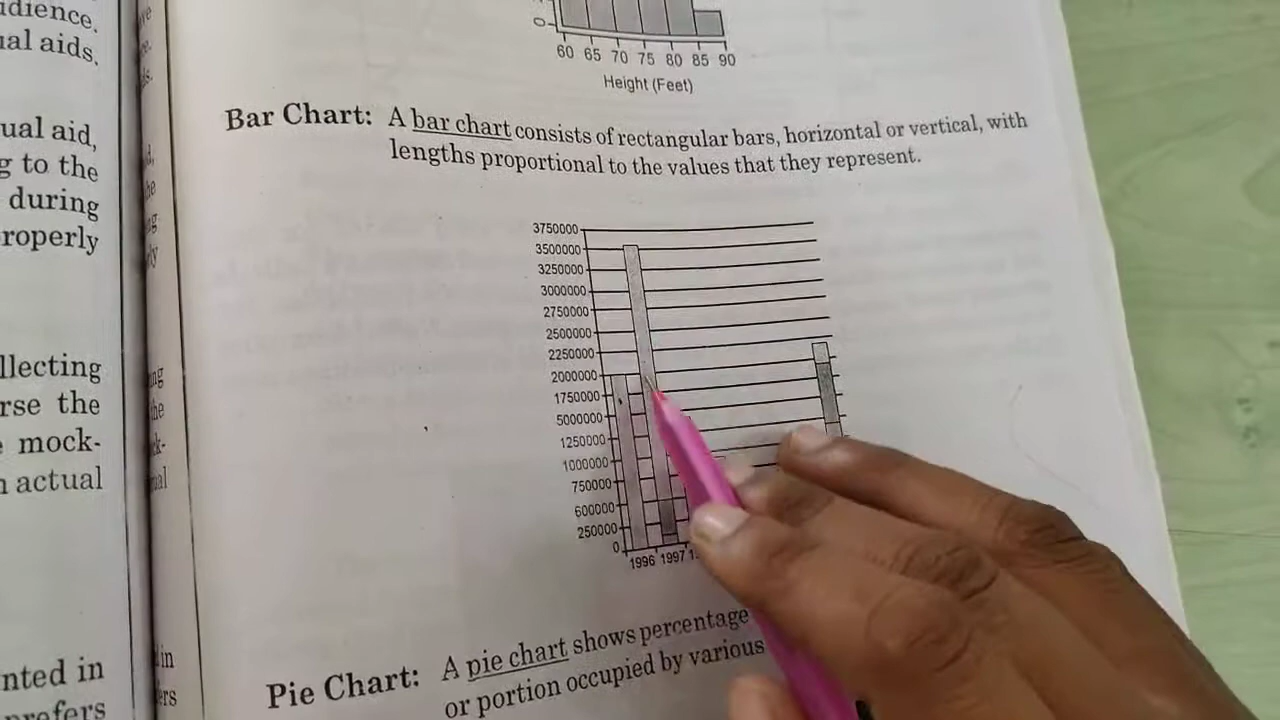 idience.
ual aids.
ual aid,
g to the
during
roperly
llecting
rse the
mock-
n actual
nted in
prefers
0
60 65 70 75 80 85 90
Height (Feet)
Bar Chart: A bar chart consists of rectangular bars, horizontal or vertical, with
lengths proportional to the values that they represent.
3750000
3500000
3250000
3000000
2750000
2500000
2250000
2000000
1750000
5000000
1250000
1000000
750000
600000
250000
0
1996 1997
Pie Chart: A pie chart shows percentage
or portion occupied by various